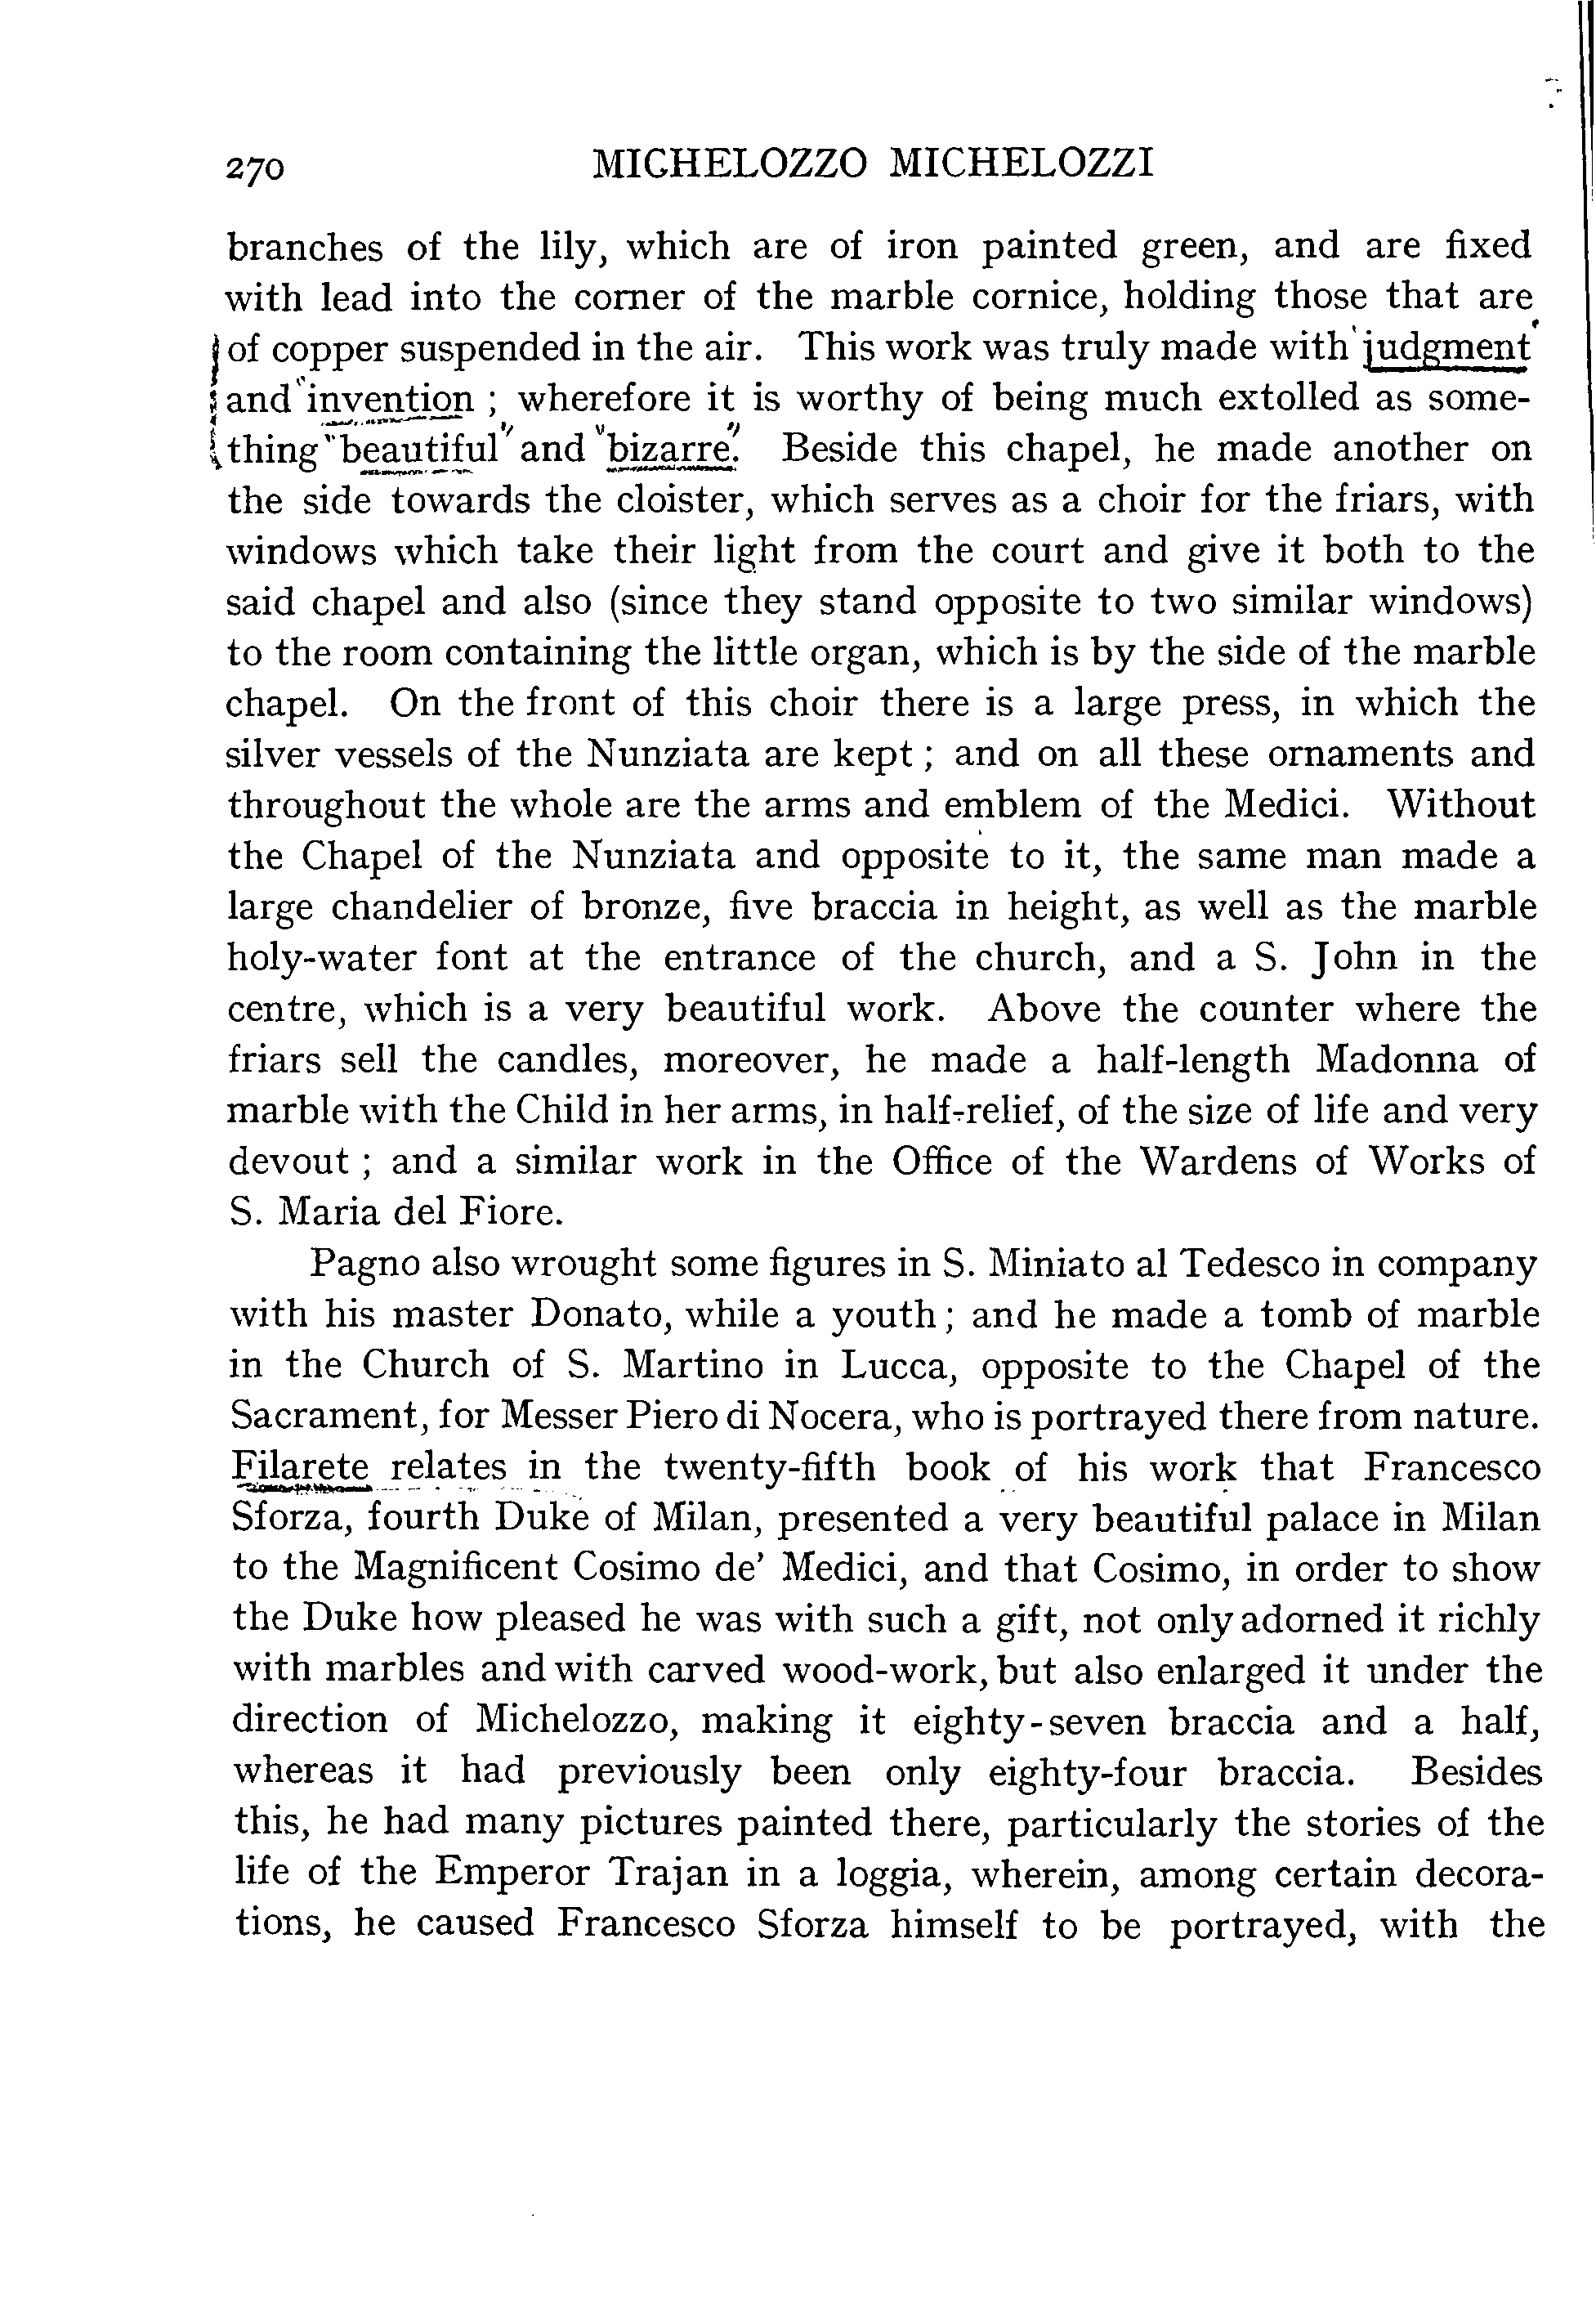 270 MICHELOZZO MICHELOZZI
branches of the lily, which are of iron painted green, and are fixed
with lead into the corner of the marble cornice, holding those that are
of copper suspended in the air. This work was truly made with 'judgment'
and "invention"; wherefore it is worthy of being much extolled as some-
thing "beautiful" and "bizarre". Beside this chapel, he made another on
the side towards the cloister, which serves as a choir for the friars, with
windows which take their light from the court and give it both to the
said chapel and also (since they stand opposite to two similar windows)
to the room containing the little organ, which is by the side of the marble
chapel. On the front of this choir there is a large press, in which the
silver vessels of the Nunziata are kept; and on all these ornaments and
throughout the whole are the arms and emblem of the Medici. Without
the Chapel of the Nunziata and opposite to it, the same man made a
large chandelier of bronze, five braccia in height, as well as the marble
holy-water font at the entrance of the church, and a S. John in the
centre, which is a very beautiful work. Above the counter where the
friars sell the candles, moreover, he made a half-length Madonna of
marble with the Child in her arms, in half-relief, of the size of life and very
devout; and a similar work in the Office of the Wardens of Works of
S. Maria del Fiore.
Pagno also wrought some figures in S. Miniato al Tedesco in company
with his master Donato, while a youth; and he made a tomb of marble
in the Church of S. Martino in Lucca, opposite to the Chapel of the
Sacrament, for Messer Piero di Nocera, who is portrayed there from nature.
Filarete relates in the twenty-fifth book of his work that Francesco
Sforza, fourth Duke of Milan, presented a very beautiful palace in Milan
to the Magnificent Cosimo de' Medici, and that Cosimo, in order to show
the Duke how pleased he was with such a gift, not only adorned it richly
with marbles and with carved wood-work, but also enlarged it under the
direction of Michelozzo, making it eighty-seven braccia and a half,
whereas it had previously been only eighty-four braccia. Besides
this, he had many pictures painted there, particularly the stories of the
life of the Emperor Trajan in a loggia, wherein, among certain decora-
tions, he caused Francesco Sforza himself to be portrayed, with the